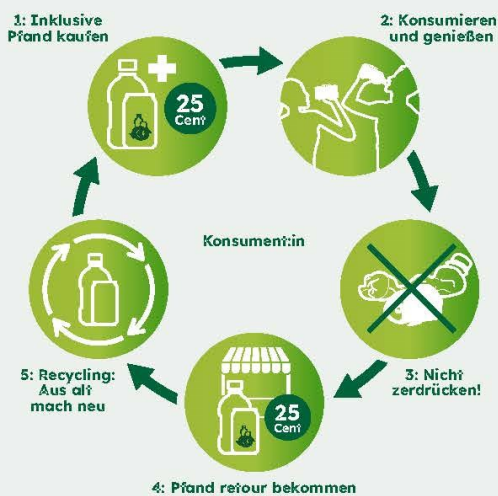 1: Inklusive
Pfand kaufen
25
Cent
2: Konsumieren
und genießen
Konsument:in
3: Nicht
zerdrücken!
25
Cent
4: Pfand retour bekommen
5: Recycling:
Aus alt
mach neu